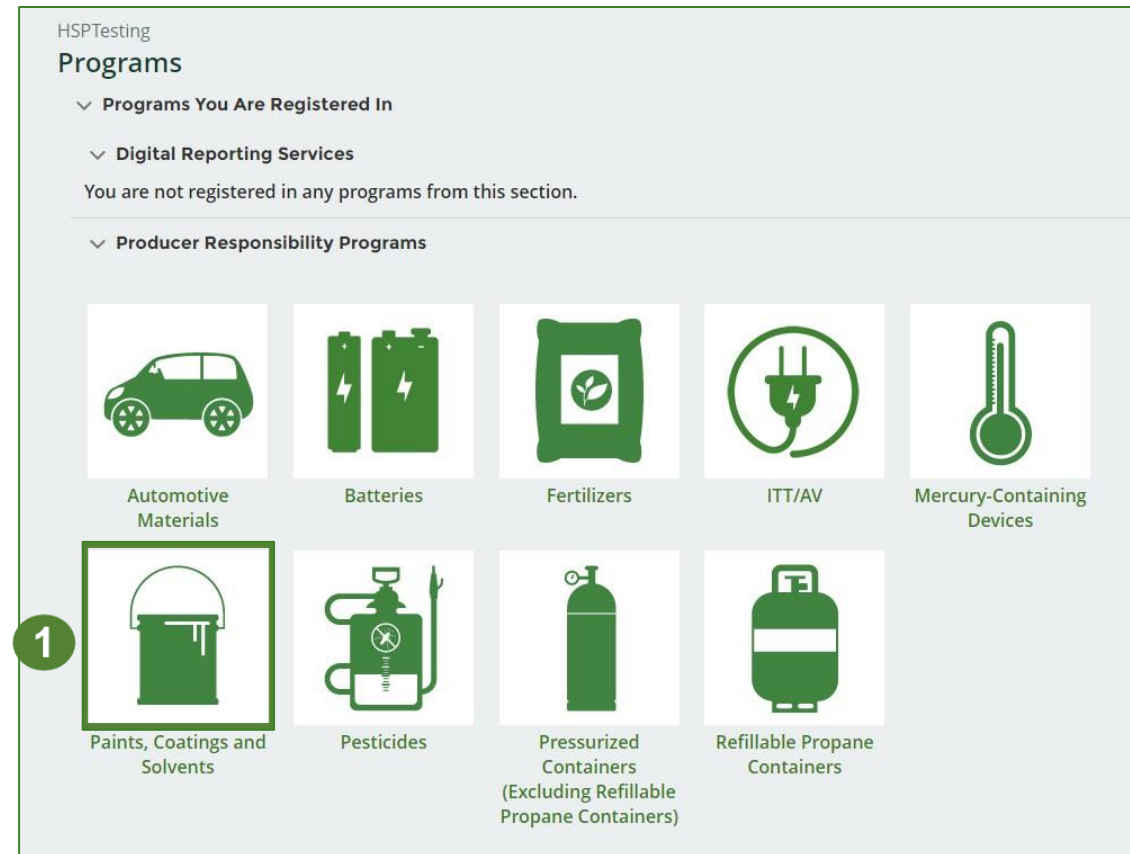 HSPTesting
Programs
Programs You Are Registered In
Digital Reporting Services
You are not registered in any programs from this section.
Producer Responsibility Programs
Automotive
Materials
Batteries
Fertilizers
ITT/AV
Mercury-Containing
Devices
1
Paints, Coatings and
Solvents
Pesticides
Pressurized
Containers
(Excluding Refillable
Propane Containers)
Refillable Propane
Containers